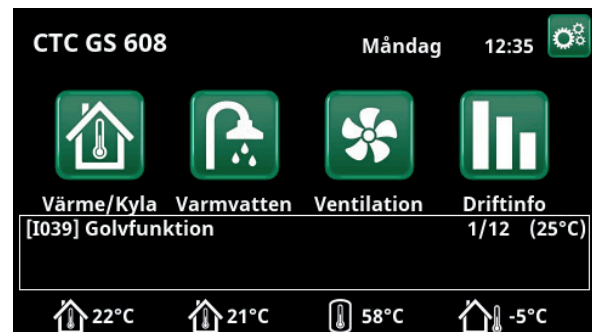 CTC GS 608 Måndag 12:35
Värme/Kyla Varmvatten Ventilation Driftinfo
[I039] Golvfunktion 1/12 (25°C)
22°C 21°C 58°C -5°C